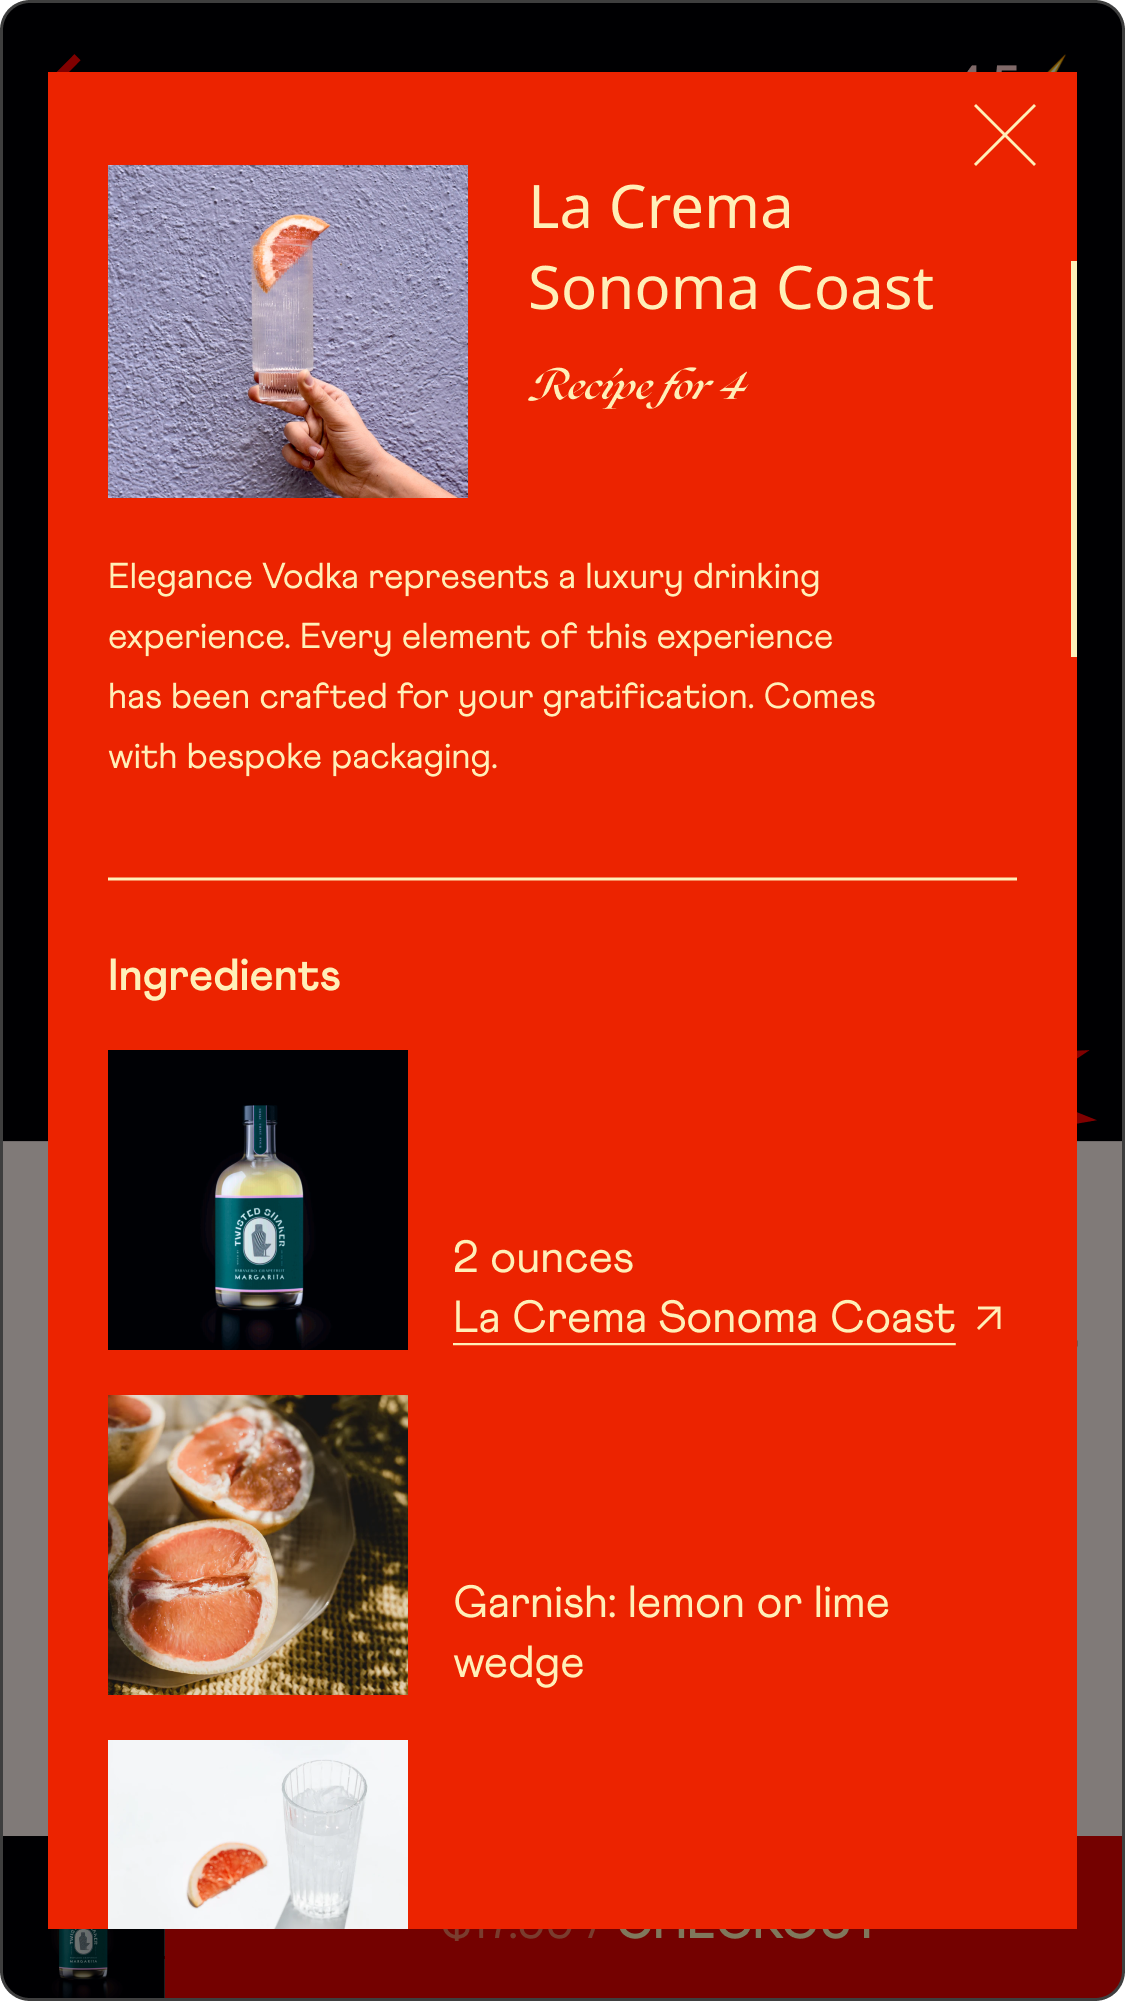 La Crema
Sonoma Coast
Recipe for 4
Elegance Vodka represents a luxury drinking
experience. Every element of this experience
has been crafted for your gratification. Comes
with bespoke packaging.
Ingredients
TWISTED SHAKER
MARGARITA
2 ounces
La Crema Sonoma Coast
Garnish: lemon or lime
wedge
CHECKOUT